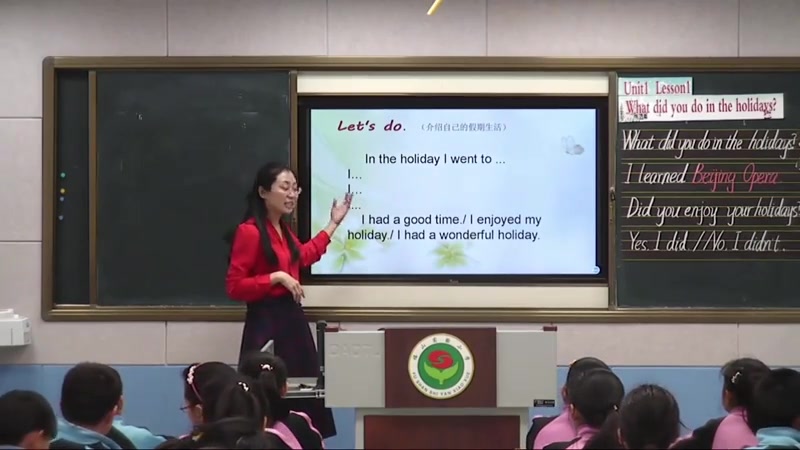 Let's do. （介绍自己的假期生活）
In the holiday I went to ...
I...
I...
I...
I had a good time./ I enjoyed my
holiday./ I had a wonderful holiday.
Unit1 Lesson1
What did you do in the holidays?
What did you do in the holidays?
I learned Beijing Opera
Did you enjoy your holidays?
Yes. I did. / No. I didn't.